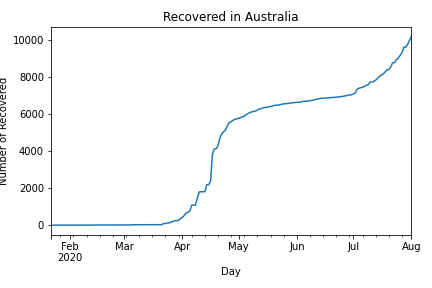 Recovered in Australia
Number of Recovered
10000
8000
6000
4000
2000
0
Feb Mar Apr May Jun Jul Aug
2020
Day